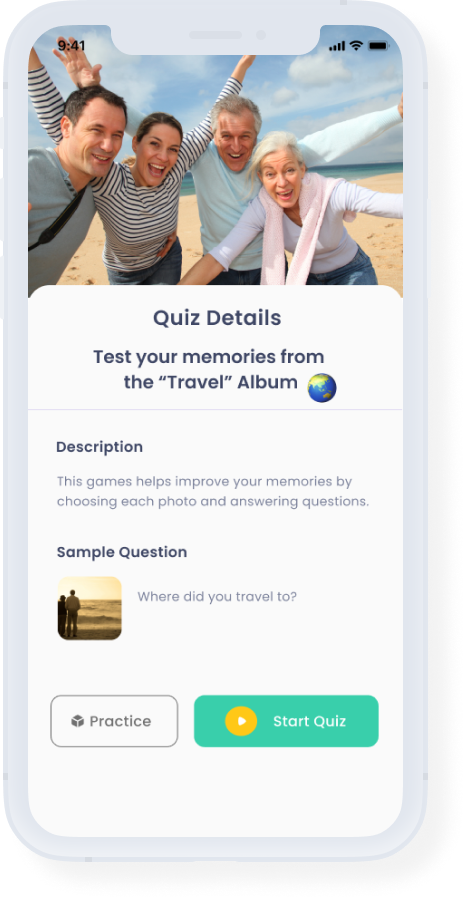 9:41
Quiz Details
Test your memories from
the “Travel” Album
Description
This games helps improve your memories by
choosing each photo and answering questions.
Sample Question
Where did you travel to?
Practice
Start Quiz